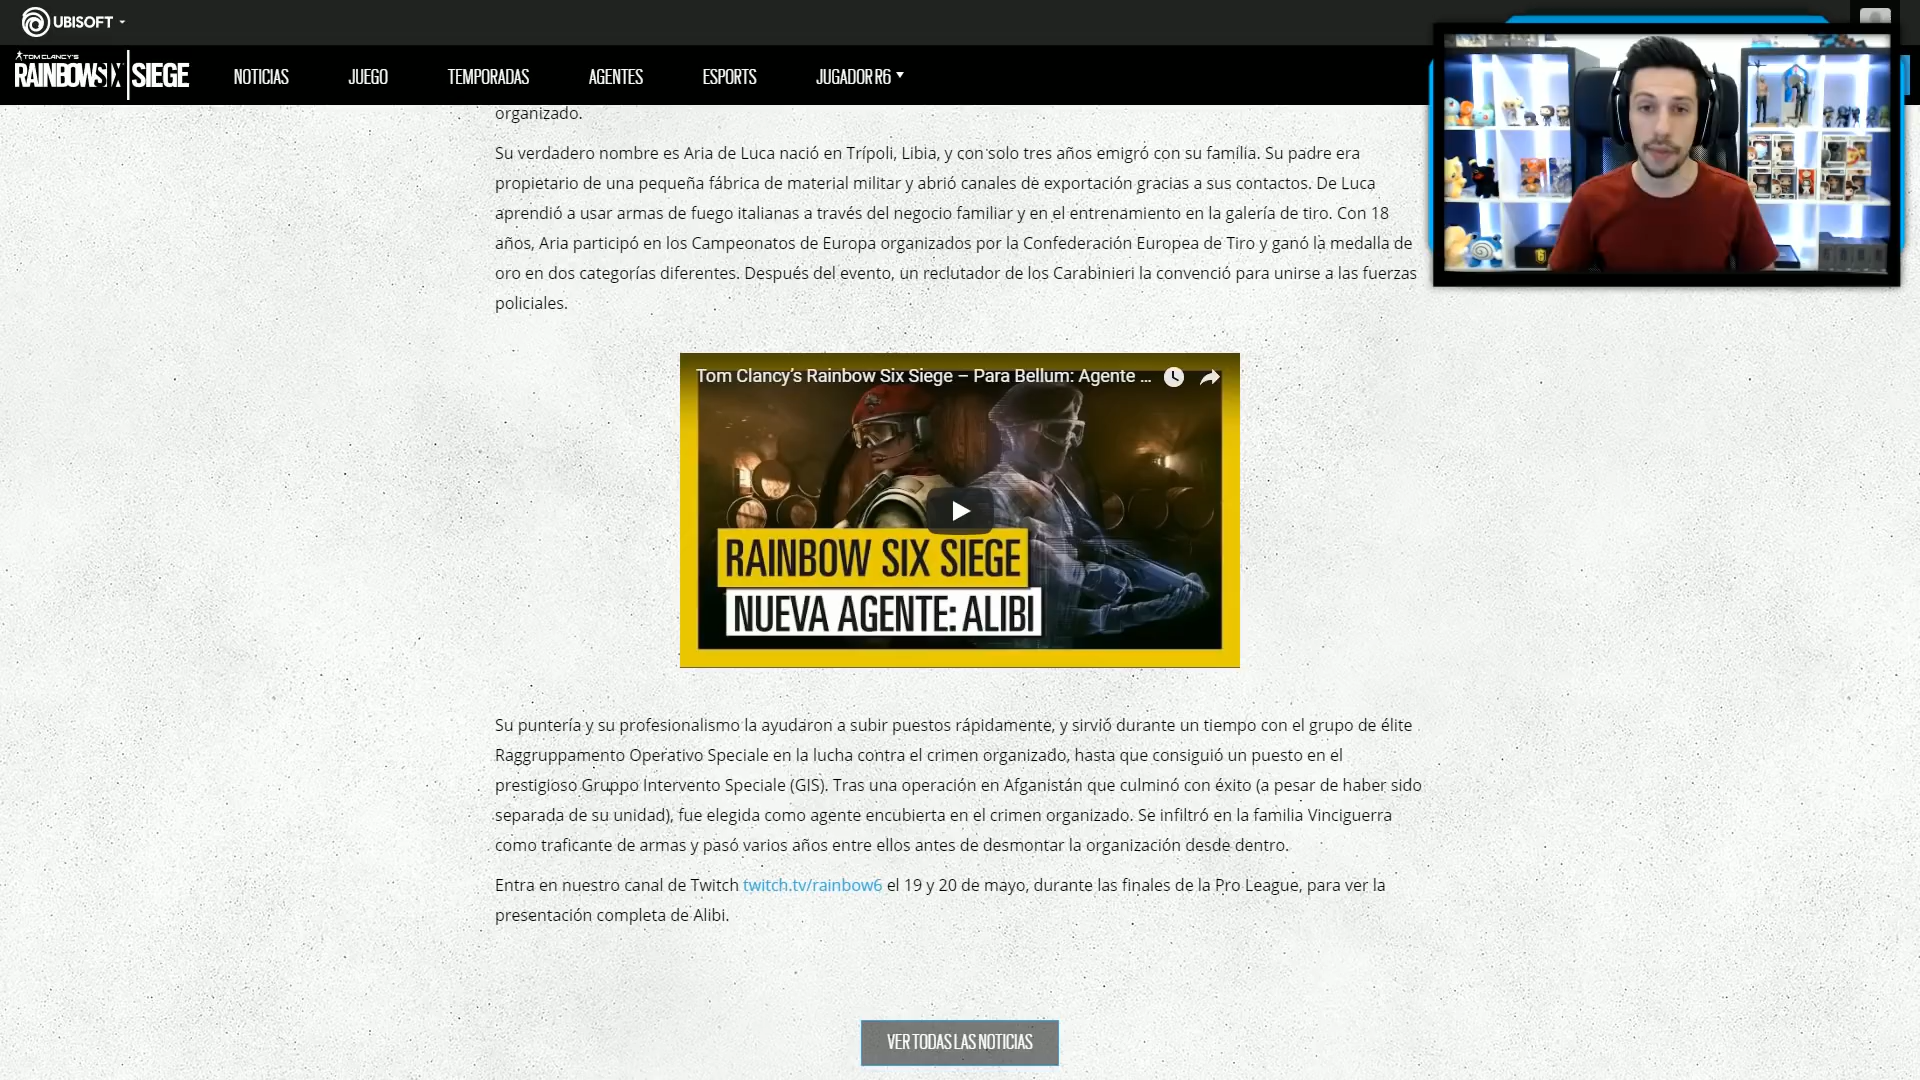 UBISOFT
TOM CLANCY'S
RAINBOWSIX SIEGE
NOTICIAS
JUEGO
TEMPORADAS
AGENTES
ESPORTS
JUGADOR R6
organizado.
Su verdadero nombre es Aria de Luca nació en Trípoli, Libia, y con solo tres años emigró con su família. Su padre era
propietario de una pequeña fábrica de material militar y abrió canales de exportación gracias a sus contactos. De Luca
aprendió a usar armas de fuego italianas a través del negocio familiar y en el entrenamiento en la galería de tiro. Con 18
años, Aria participó en los Campeonatos de Europa organizados por la Confederación Europea de Tiro y ganó la medalla de
oro en dos categorías diferentes. Después del evento, un reclutador de los Carabinieri la convenció para unirse a las fuerzas
policiales.
Tom Clancy's Rainbow Six Siege – Para Bellum: Agente ...
RAINBOW SIX SIEGE
NUEVA AGENTE: ALIBI
Su puntería y su profesionalismo la ayudaron a subir puestos rápidamente, y sirvió durante un tiempo con el grupo de élite
Raggruppamento Operativo Speciale en la lucha contra el crimen organizado, hasta que consiguió un puesto en el
prestigioso Gruppo Intervento Speciale (GIS). Tras una operación en Afganistán que culminó con éxito (a pesar de haber sido
separada de su unidad), fue elegida como agente encubierta en el crimen organizado. Se infiltró en la familia Vinciguerra
como traficante de armas y pasó varios años entre ellos antes de desmontar la organización desde dentro.
Entra en nuestro canal de Twitch twitch.tv/rainbow6 el 19 y 20 de mayo, durante las finales de la Pro League, para ver la
presentación completa de Alibi.
VER TODAS LAS NOTICIAS